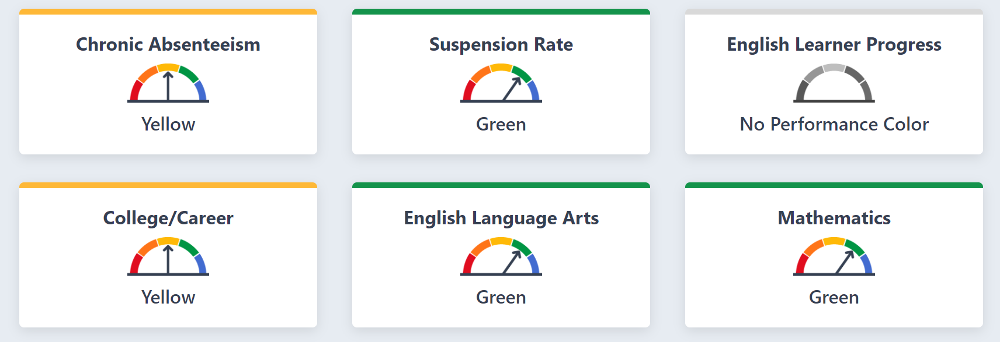 Chronic Absenteeism
Yellow
Suspension Rate
Green
English Learner Progress
No Performance Color
College/Career
Yellow
English Language Arts
Green
Mathematics
Green